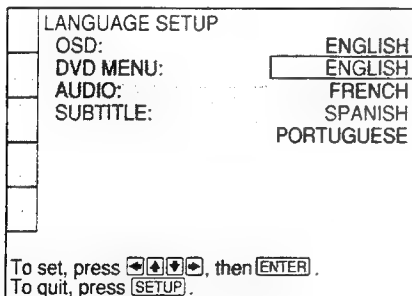 LANGUAGE SETUP
OSD: ENGLISH
DVD MENU: ENGLISH
AUDIO: FRENCH
SUBTITLE: SPANISH
PORTUGUESE
To set, press ←↑↓→, then ENTER.
To quit, press SETUP.